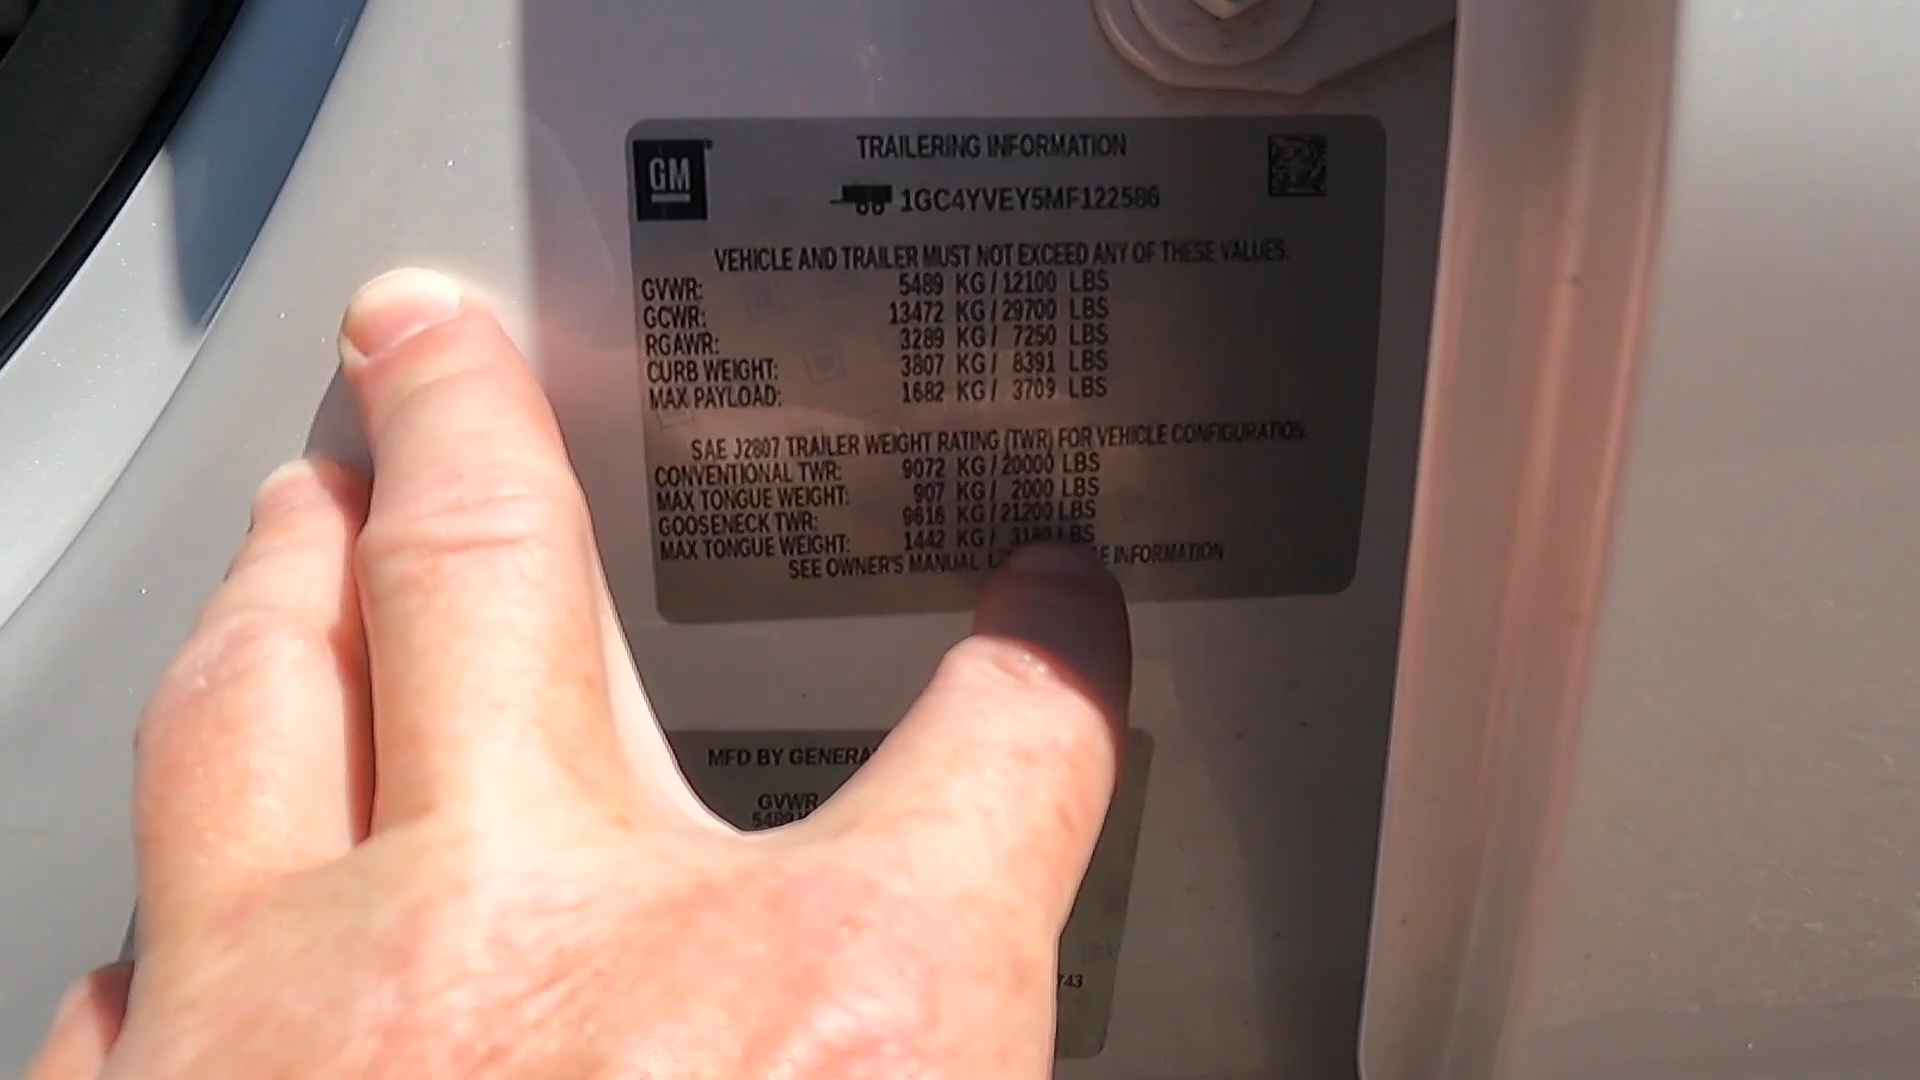 GM
TRAILERING INFORMATION
1GC4YVEY5MF122586
VEHICLE AND TRAILER MUST NOT EXCEED ANY OF THESE VALUES.
GVWR: 5489 KG / 12100 LBS
GCWR: 13472 KG / 29700 LBS
RGAWR: 3289 KG / 7250 LBS
CURB WEIGHT: 3807 KG / 8391 LBS
MAX PAYLOAD: 1682 KG / 3709 LBS
SAE J2807 TRAILER WEIGHT RATING (TWR) FOR VEHICLE CONFIGURATION.
CONVENTIONAL TWR: 9072 KG / 20000 LBS
MAX TONGUE WEIGHT: 907 KG / 2000 LBS
GOOSENECK TWR: 9616 KG / 21200 LBS
MAX TONGUE WEIGHT: 1442 KG / 3180 LBS
SEE OWNER'S MANUAL INFORMATION
MFD BY GENERA
GVWR
5489 K
743